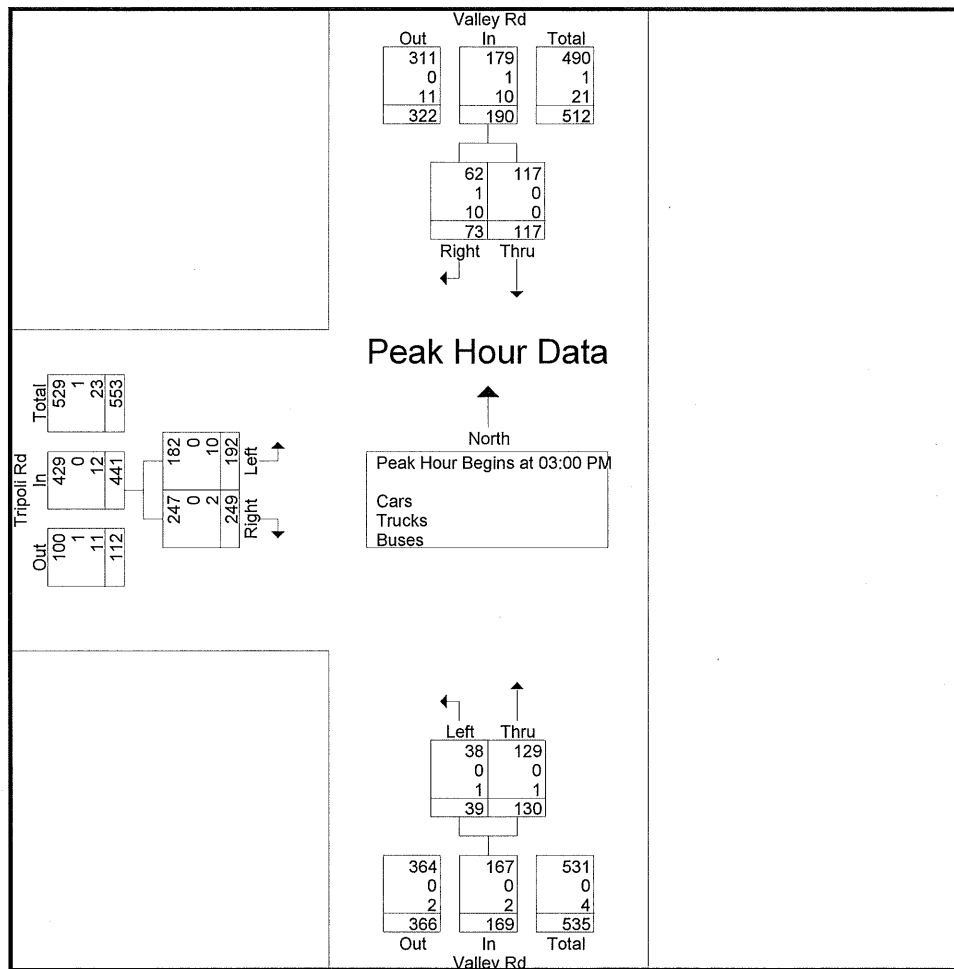 Valley Rd
Out In Total
311 179 490
0 1 1
11 10 21
322 190 512
62 117
1 0
10 0
73 117
Right Thru
Peak Hour Data
North
Peak Hour Begins at 03:00 PM
Cars
Trucks
Buses
Tripoli Rd
Out In Total
100 429 529
1 0 1
11 12 23
112 441 553
247 182
0 0
2 10
249 192
Right Left
Left Thru
38 129
0 0
1 1
39 130
364 167 531
0 0 0
2 2 4
366 169 535
Out In Total
Valley Rd